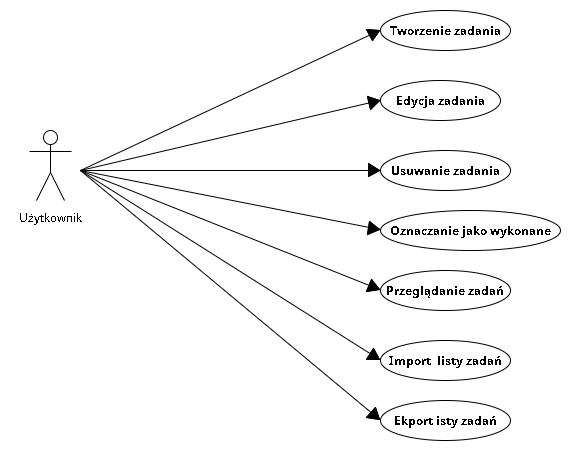 Tworzenie zadania
Edycja zadania
Usuwanie zadania
Użytkownik
Oznaczanie jako wykonane
Przeglądanie zadań
Import listy zadań
Ekport isty zadań